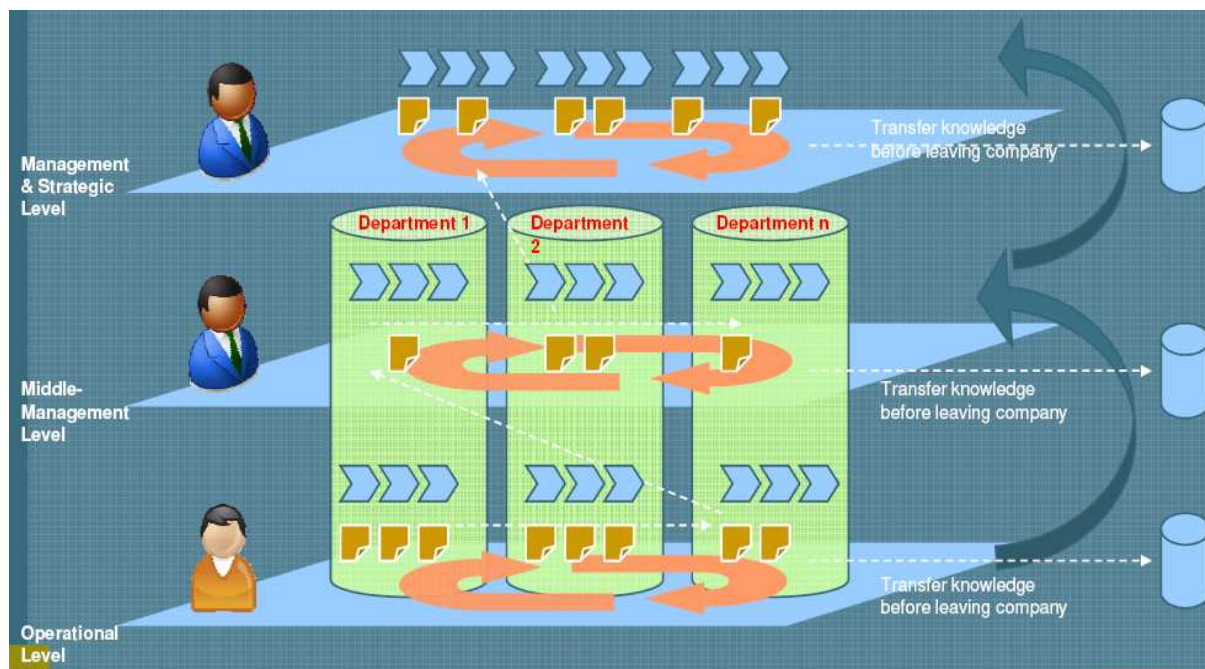 Transfer knowledge
before leaving company
Management
& Strategic
Level
Department 1
Department
2
Department n
Middle-
Management
Level
Transfer knowledge
before leaving company
Transfer knowledge
before leaving company
Operational
Level